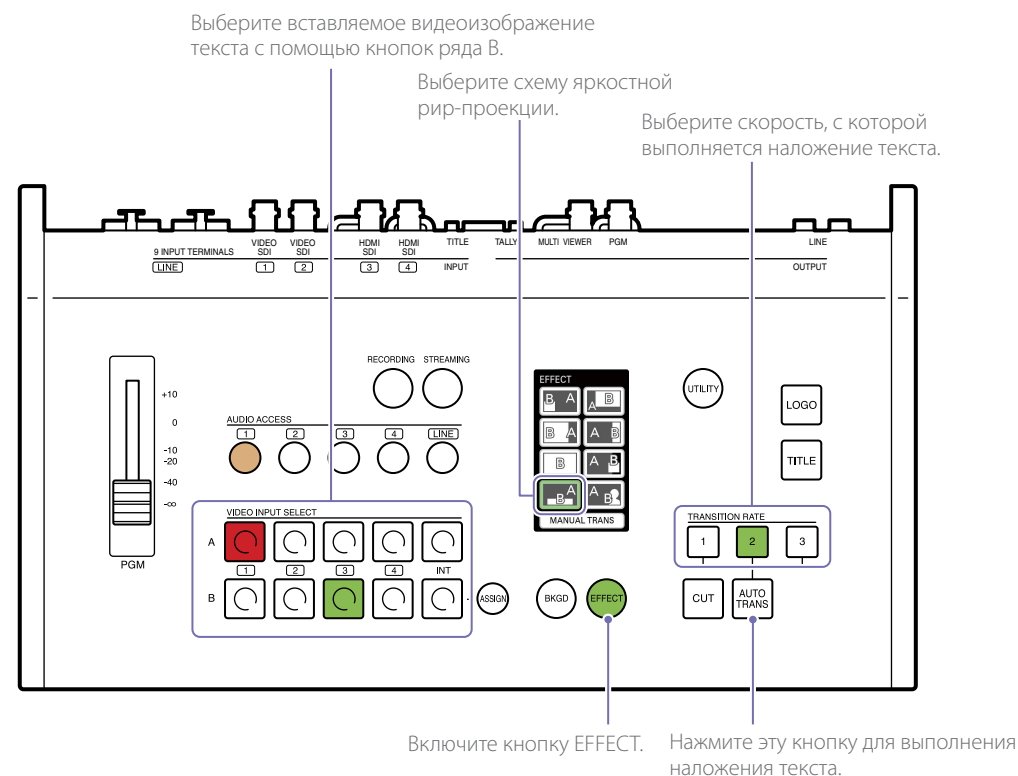 Выберите вставляемое видеоизображение
текста с помощью кнопок ряда B.
Выберите схему яркостной
рир-проекции.
Выберите скорость, с которой
выполняется наложение текста.
9 INPUT TERMINALS
LINE
VIDEO
SDI
1
VIDEO
SDI
2
HDMI
SDI
3
HDMI
SDI
4
TITLE
INPUT
TALLY
MULTI VIEWER
PGM
LINE
OUTPUT
RECORDING
STREAMING
+10
0
-10
-20
-40
-∞
PGM
AUDIO ACCESS
1
2
3
4
LINE
EFFECT
B A
A B
B A
A B
B
A B
B A
A B
MANUAL TRANS
UTILITY
LOGO
TITLE
VIDEO INPUT SELECT
A
1
2
3
4
INT
B
ASSIGN
BKGD
EFFECT
TRANSITION RATE
1
2
3
CUT
AUTO
TRANS
Включите кнопку EFFECT.
Нажмите эту кнопку для выполнения
наложения текста.